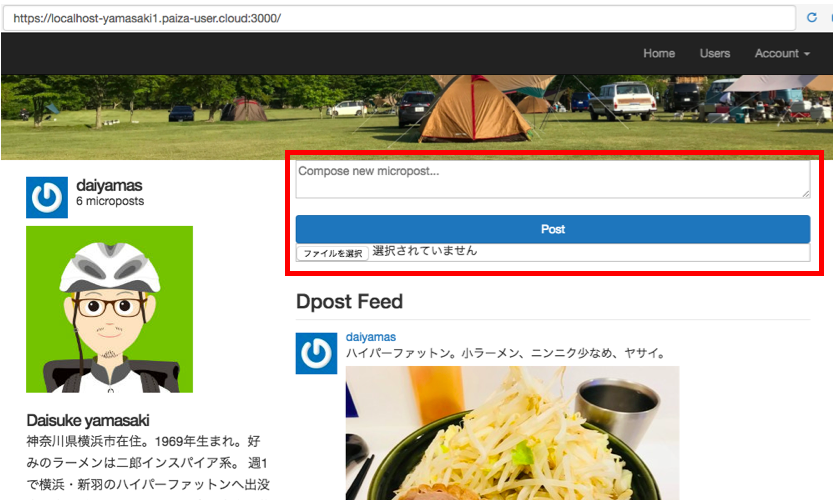 https://localhost-yamasaki1.paiza-user.cloud:3000/
Home Users Account
daiyamas
6 microposts
Compose new micropost...
Post
ファイルを選択 選択されていません
Dpost Feed
daiyamas
ハイパーファットン。小ラーメン、ニンニク少なめ、ヤサイ。
Daisuke yamasaki
神奈川県横浜市在住。1969年生まれ。好
みのラーメンは二郎インスパイア系。 週1
で横浜・新羽のハイパーファットンへ出没